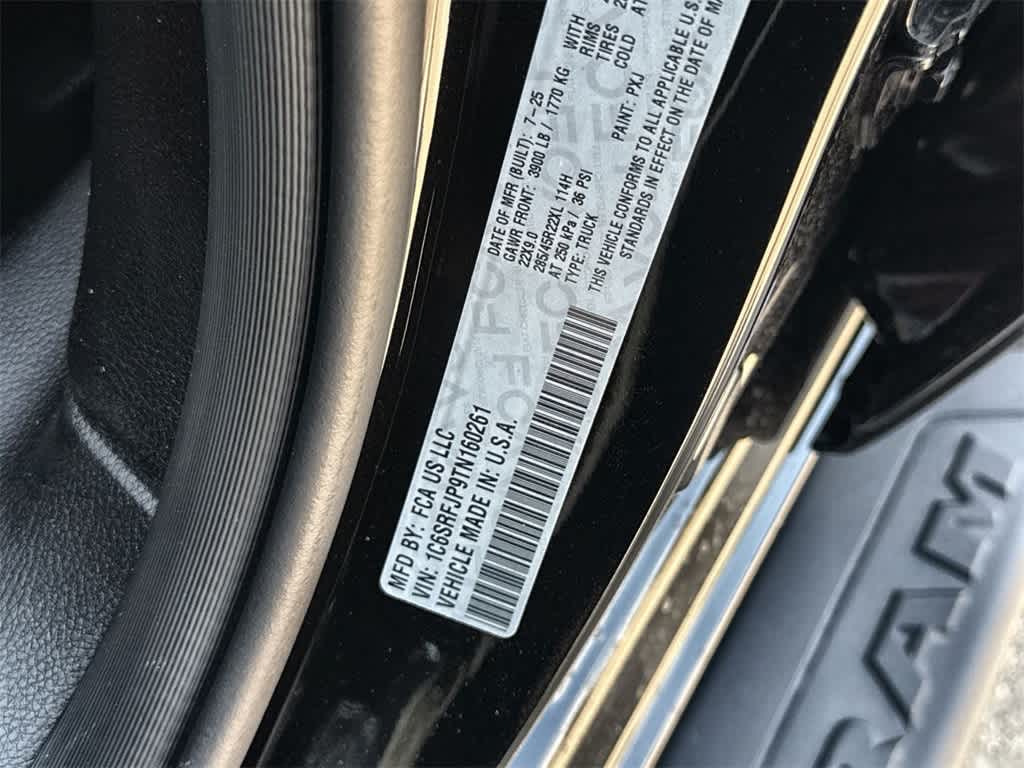 MFD BY: FCA US LLC
VIN: 1C6SRFJP9TN160261
VEHICLE MADE IN: U.S.A.
DATE OF MFR (BUILT): 7-25
GAWR FRONT: 3900 LB / 1770 KG WITH
22X9.0 RIMS
285/45R22XL 114H TIRES
AT 250 kPa / 36 PSI COLD
TYPE: TRUCK PAINT: PXJ
THIS VEHICLE CONFORMS TO ALL APPLICABLE U.S.
STANDARDS IN EFFECT ON THE DATE OF
RAM